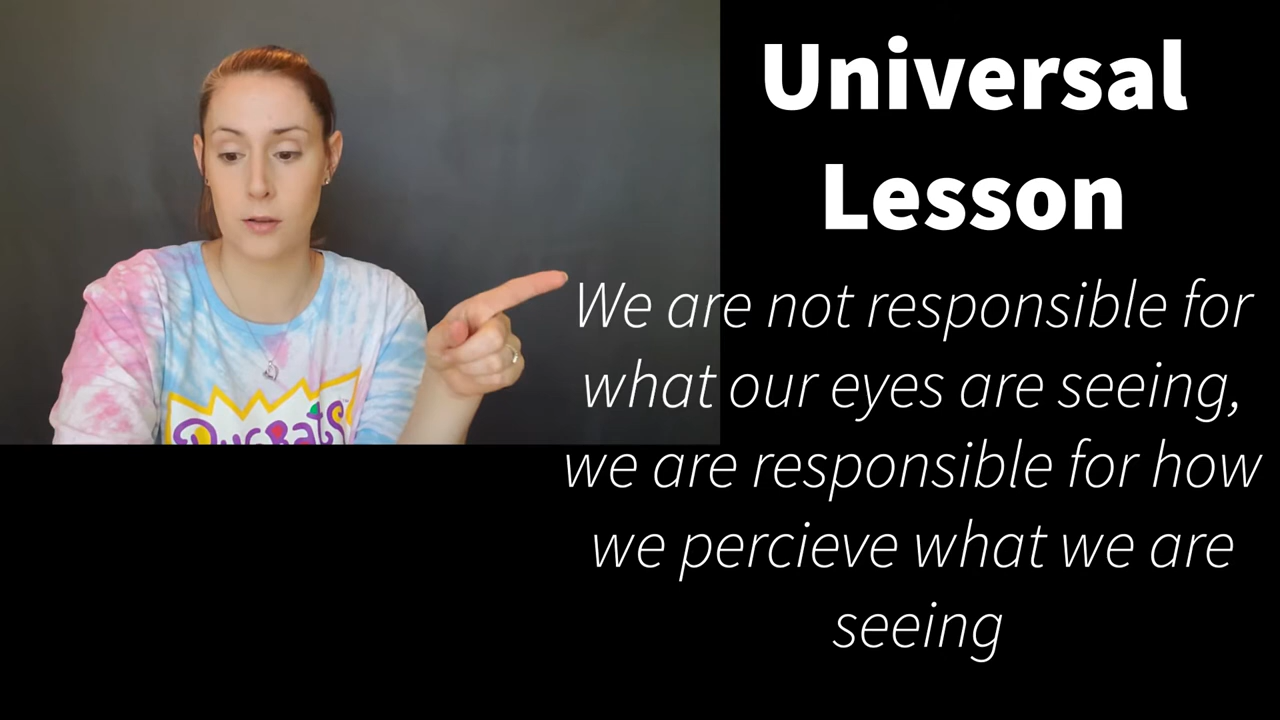 Universal
Lesson
We are not responsible for
what our eyes are seeing,
we are responsible for how
we percieve what we are
seeing
Rugrats